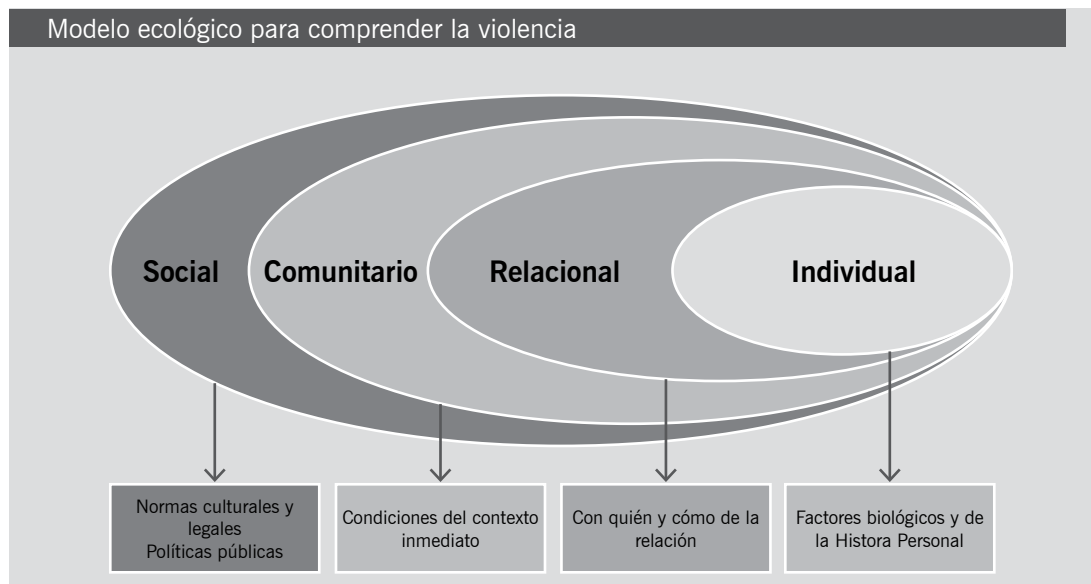 Modelo ecológico para comprender la violencia
Social
Comunitario
Relacional
Individual
Normas culturales y
legales
Políticas públicas
Condiciones del contexto
inmediato
Con quién y cómo de la
relación
Factores biológicos y de
la Histora Personal